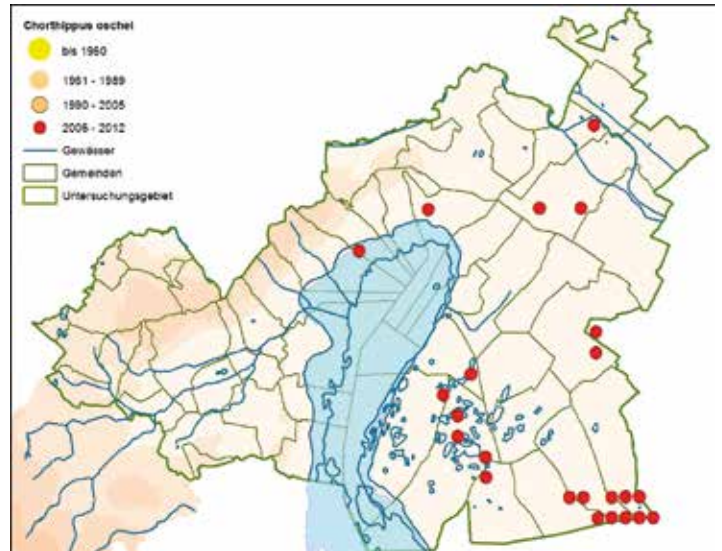 Chorthippus oschei
bis 1960
1961 - 1989
1990 - 2005
2006 - 2012
Gewässer
Gemeinden
Untersuchungsgebiet